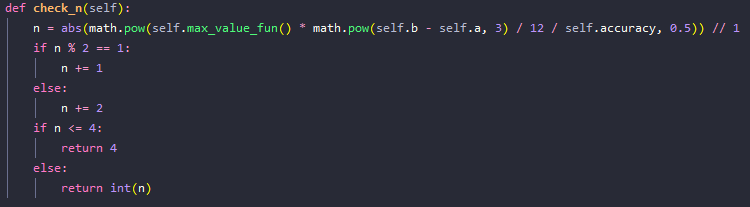 def check_n(self):
    n = abs(math.pow(self.max_value_fun() * math.pow(self.b - self.a, 3) / 12 / self.accuracy, 0.5)) // 1
    if n % 2 == 1:
        n += 1
    else:
        n += 2
    if n <= 4:
        return 4
    else:
        return int(n)